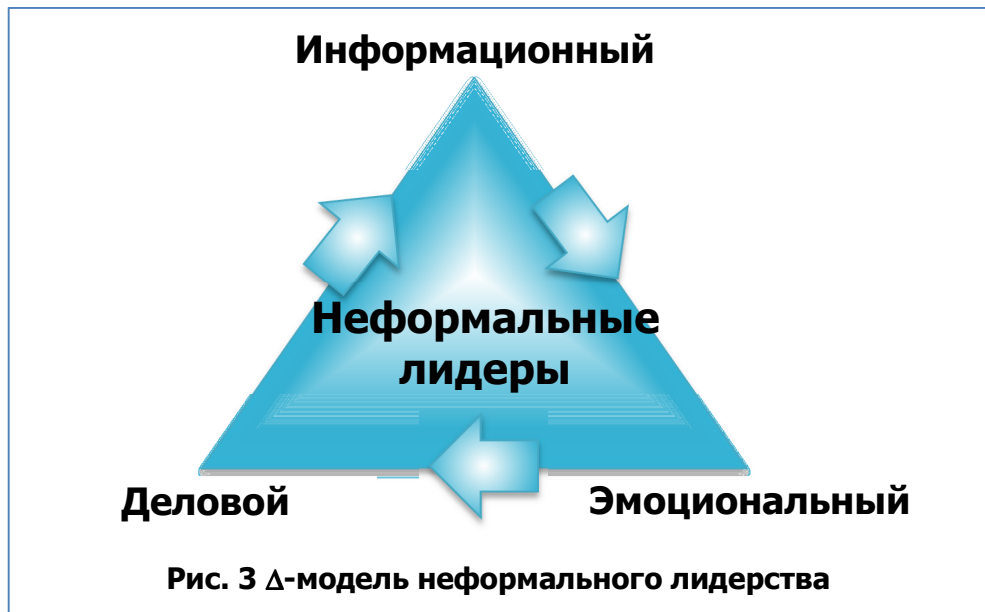 Информационный
Неформальные
лидеры
Деловой
Эмоциональный
Рис. 3 Δ-модель неформального лидерства